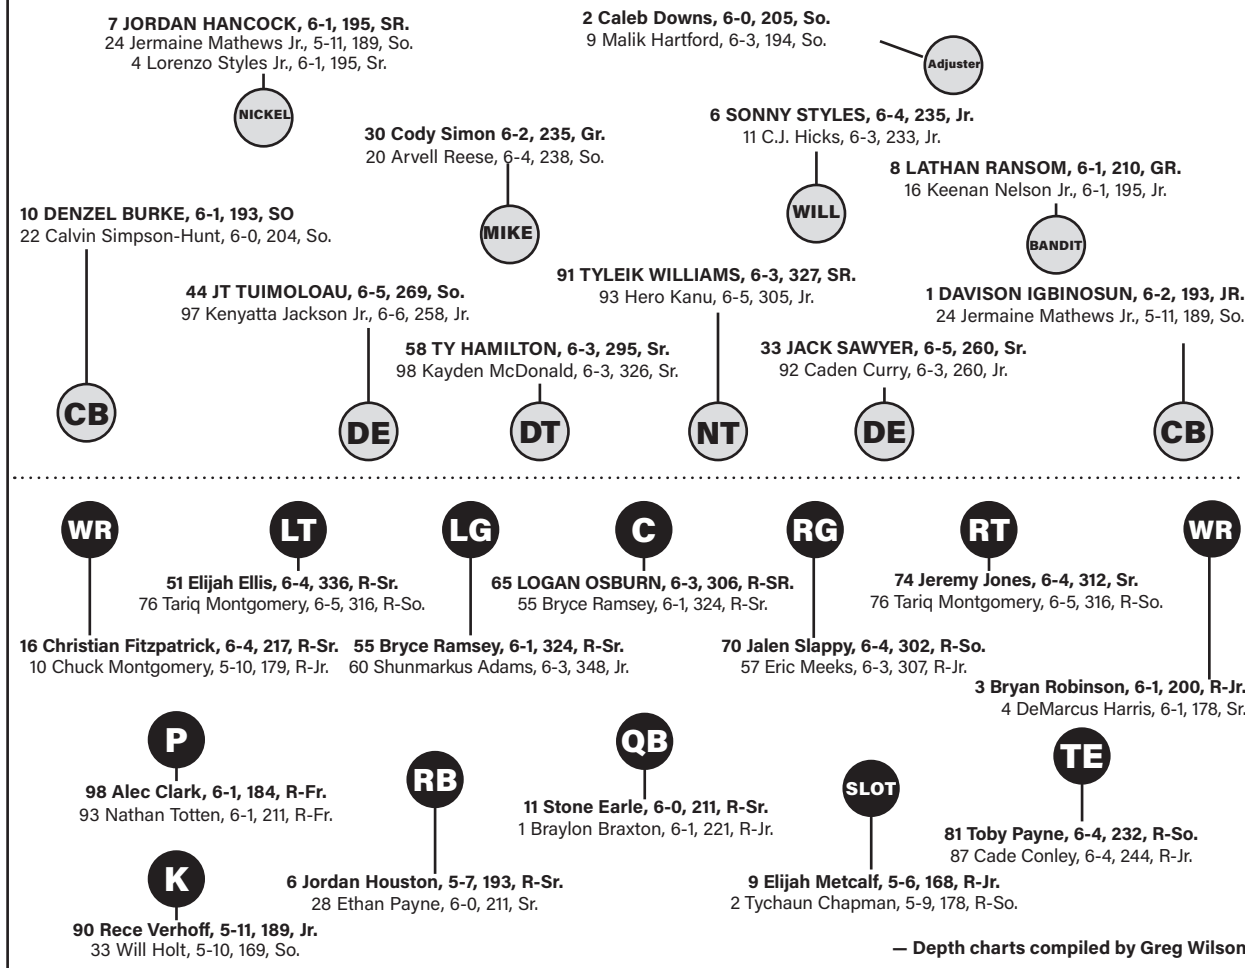 7 JORDAN HANCOCK, 6-1, 195, SR.
24 Jermaine Mathews Jr., 5-11, 189, So.
4 Lorenzo Styles Jr., 6-1, 195, Sr.
NICKEL
2 Caleb Downs, 6-0, 205, So.
9 Malik Hartford, 6-3, 194, So.
Adjuster
30 Cody Simon 6-2, 235, Gr.
20 Arvell Reese, 6-4, 238, So.
MIKE
6 SONNY STYLES, 6-4, 235, Jr.
11 C.J. Hicks, 6-3, 233, Jr.
WILL
8 LATHAN RANSOM, 6-1, 210, GR.
16 Keenan Nelson Jr., 6-1, 195, Jr.
BANDIT
10 DENZEL BURKE, 6-1, 193, SO
22 Calvin Simpson-Hunt, 6-0, 204, So.
CB
44 JT TUIMOLOAU, 6-5, 269, So.
97 Kenyatta Jackson Jr., 6-6, 258, Jr.
DE
58 TY HAMILTON, 6-3, 295, Sr.
98 Kayden McDonald, 6-3, 326, Sr.
DT
91 TYLEIK WILLIAMS, 6-3, 327, SR.
93 Hero Kanu, 6-5, 305, Jr.
NT
33 JACK SAWYER, 6-5, 260, Sr.
92 Caden Curry, 6-3, 260, Jr.
DE
1 DAVISON IGBINOSUN, 6-2, 193, JR.
24 Jermaine Mathews Jr., 5-11, 189, So.
CB
WR
16 Christian Fitzpatrick, 6-4, 217, R-Sr.
10 Chuck Montgomery, 5-10, 179, R-Jr.
LT
51 Elijah Ellis, 6-4, 336, R-Sr.
76 Tariq Montgomery, 6-5, 316, R-So.
LG
55 Bryce Ramsey, 6-1, 324, R-Sr.
60 Shunmarkus Adams, 6-3, 348, Jr.
C
65 LOGAN OSBURN, 6-3, 306, R-SR.
55 Bryce Ramsey, 6-1, 324, R-Sr.
RG
70 Jalen Slappy, 6-4, 302, R-So.
57 Eric Meeks, 6-3, 307, R-Jr.
RT
74 Jeremy Jones, 6-4, 312, Sr.
76 Tariq Montgomery, 6-5, 316, R-So.
WR
3 Bryan Robinson, 6-1, 200, R-Jr.
4 DeMarcus Harris, 6-1, 178, Sr.
P
98 Alec Clark, 6-1, 184, R-Fr.
93 Nathan Totten, 6-1, 211, R-Fr.
RB
6 Jordan Houston, 5-7, 193, R-Sr.
28 Ethan Payne, 6-0, 211, Sr.
QB
11 Stone Earle, 6-0, 211, R-Sr.
1 Braylon Braxton, 6-1, 221, R-Jr.
SLOT
9 Elijah Metcalf, 5-6, 168, R-Jr.
2 Tychaun Chapman, 5-9, 178, R-So.
TE
81 Toby Payne, 6-4, 232, R-So.
87 Cade Conley, 6-4, 244, R-Jr.
K
90 Rece Verhoff, 5-11, 189, Jr.
33 Will Holt, 5-10, 169, So.
— Depth charts compiled by Greg Wilson